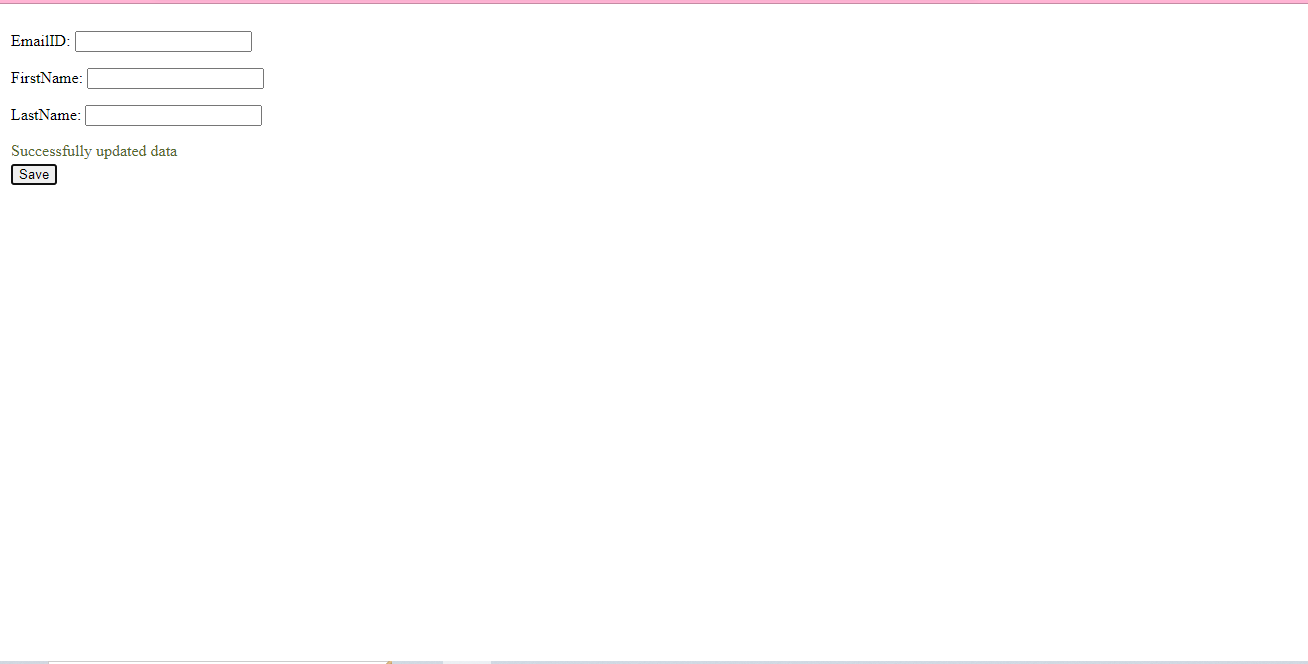 EmailID:
FirstName:
LastName:
Successfully updated data
Save